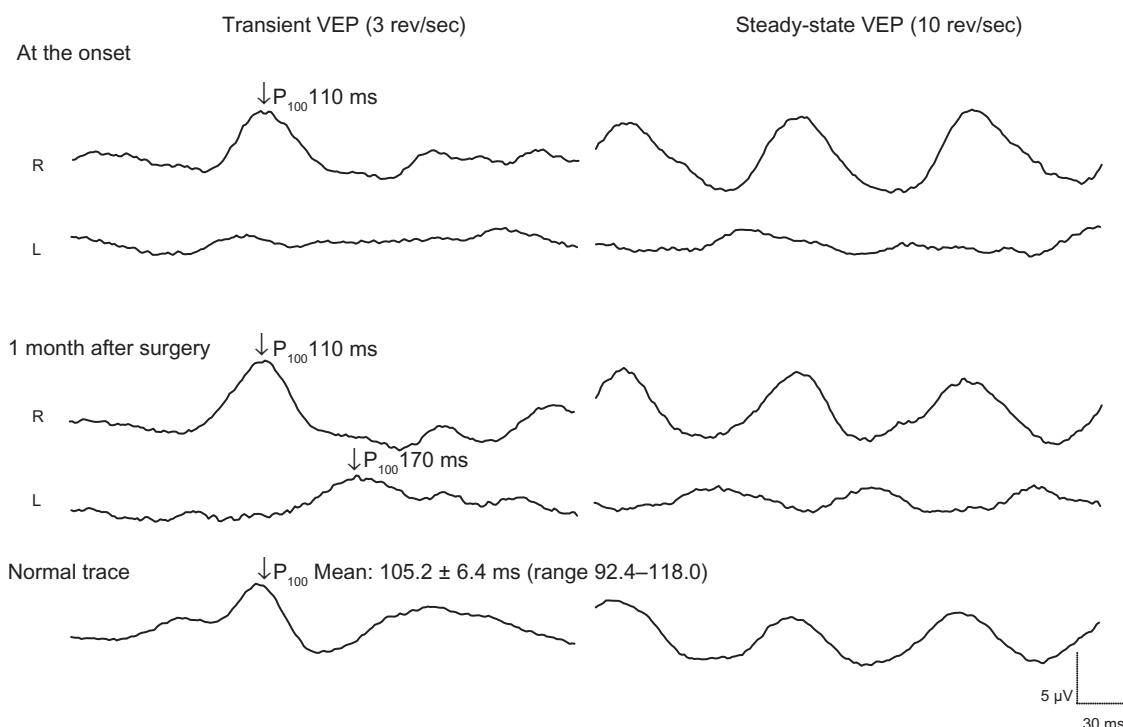 Transient VEP (3 rev/sec) Steady-state VEP (10 rev/sec)
At the onset
↓P100 110 ms
R
L
1 month after surgery ↓P100 110 ms
R
↓P100 170 ms
L
Normal trace ↓P100 Mean: 105.2 ± 6.4 ms (range 92.4–118.0)
5 µV
30 ms